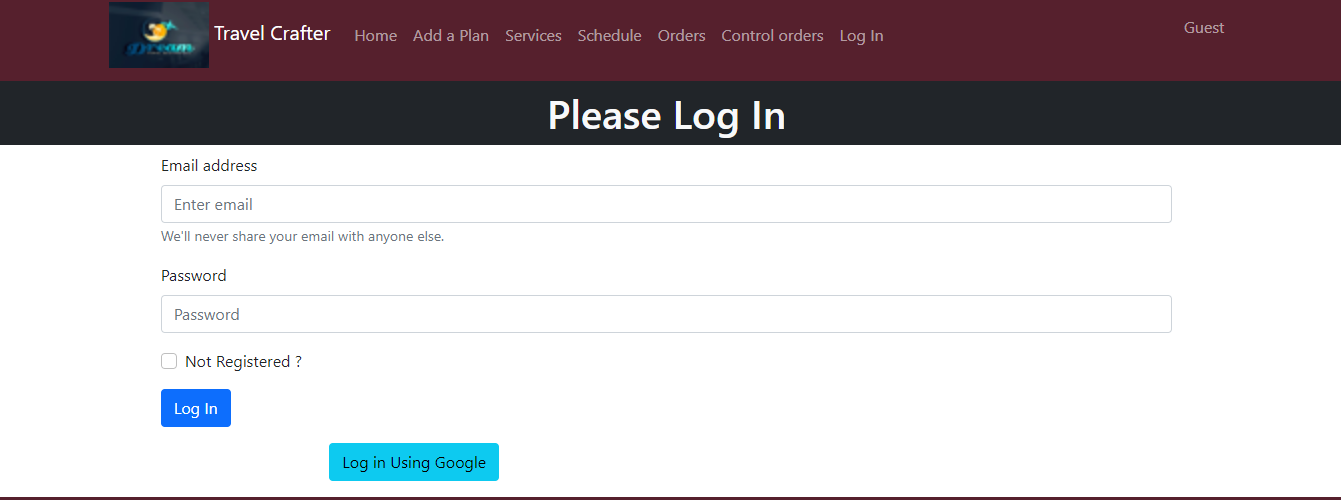 Dream
Travel Crafter Home Add a Plan Services Schedule Orders Control orders Log In Guest
Please Log In
Email address
Enter email
We'll never share your email with anyone else.
Password
Password
Not Registered ?
Log In
Log in Using Google